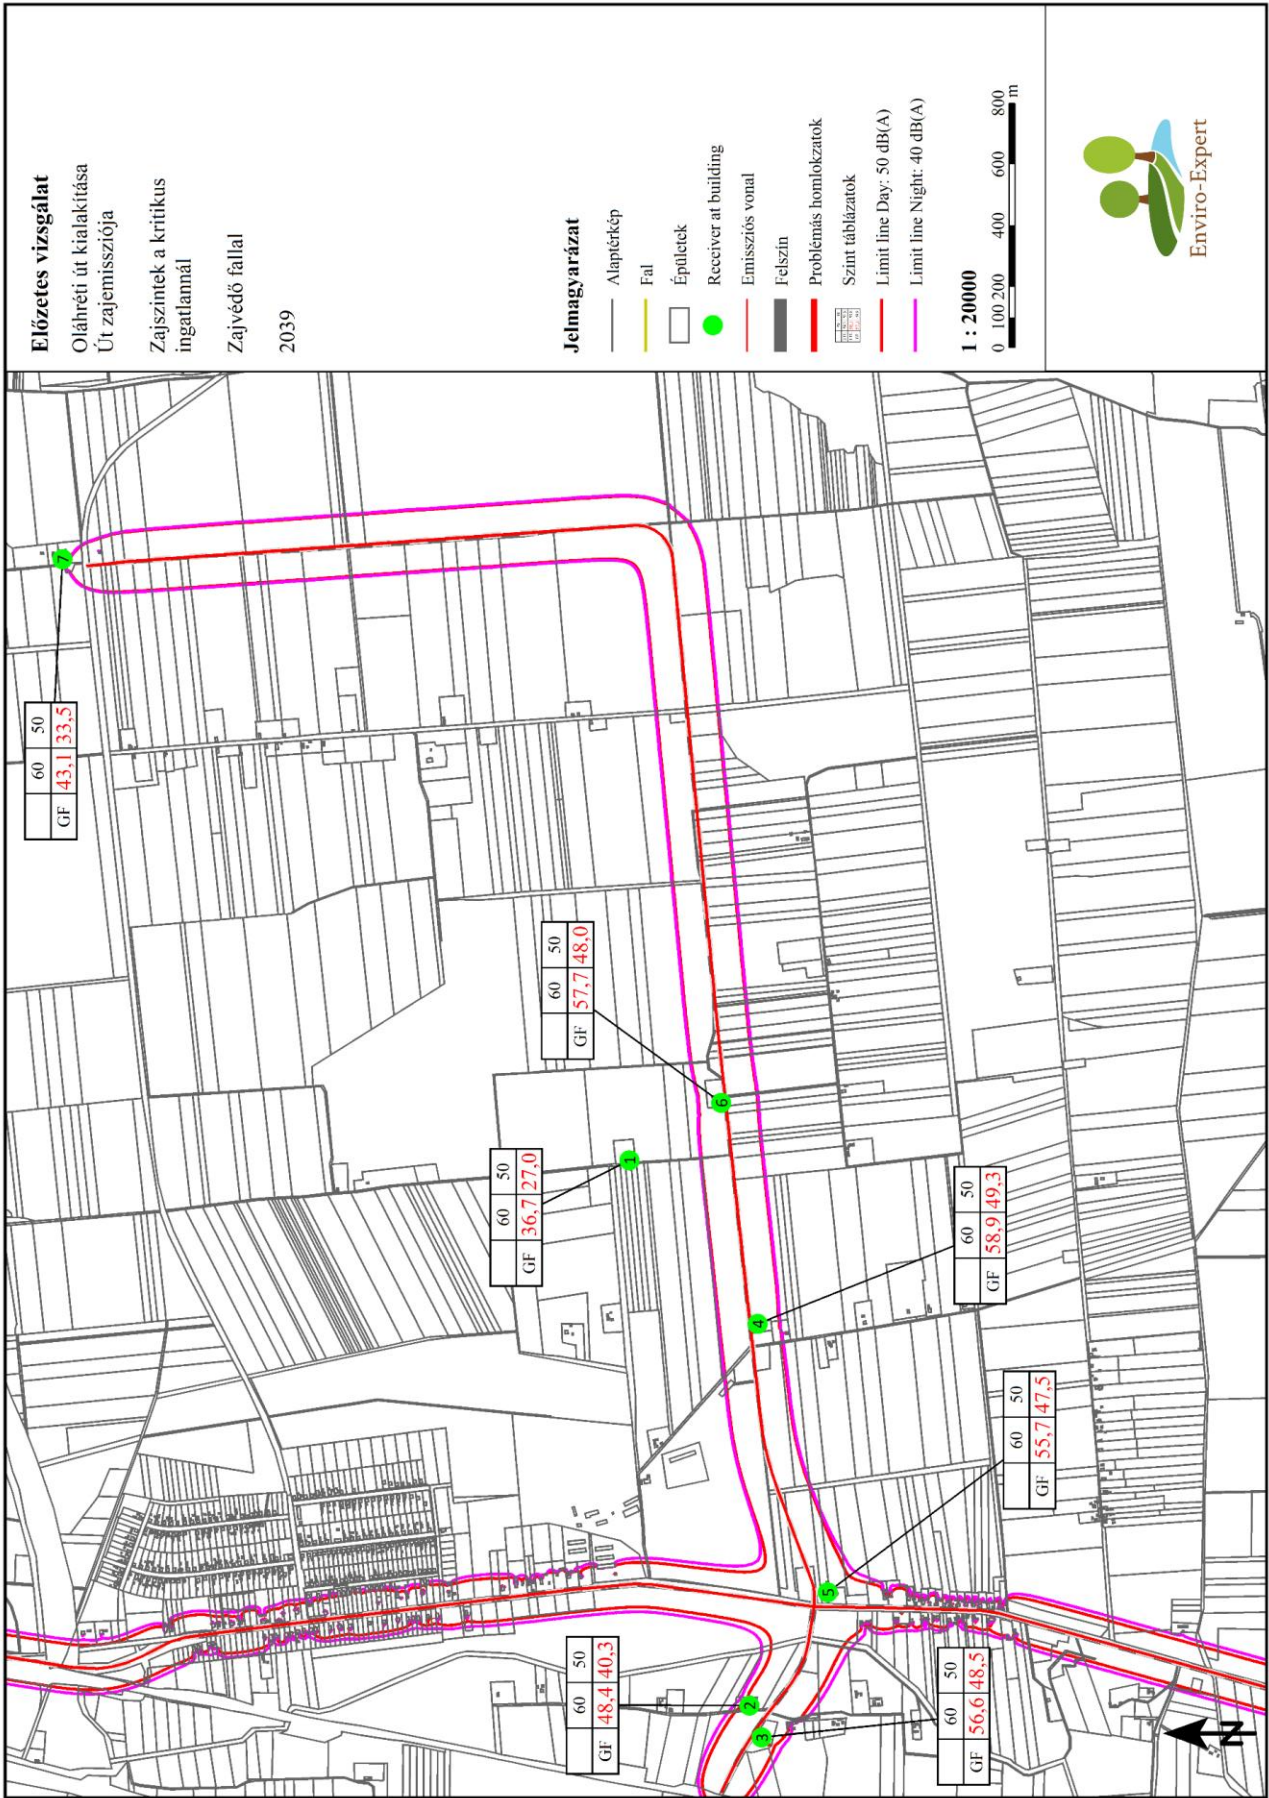 Előzetes vizsgálat
Oláhréti út kialakítása
Út zajemissziója
Zajszintek a kritikus
ingatlannál
Zajvédő fallal
2039
Jelmagyarázat
Alaptérkép
Fal
Épületek
Receiver at building
Emissziós vonal
Felszín
Problémás homlokzatok
Szint táblázatok
Limit line Day: 50 dB(A)
Limit line Night: 40 dB(A)
1 : 20000
0 100 200 400 600 800
m
Enviro-Expert
60 50
GF 43,1 33,5
7
60 50
GF 57,7 48,0
6
60 50
GF 36,7 27,0
1
60 50
GF 58,9 49,3
4
60 50
GF 55,7 47,5
5
60 50
GF 48,4 40,3
2
60 50
GF 56,6 48,5
3
N